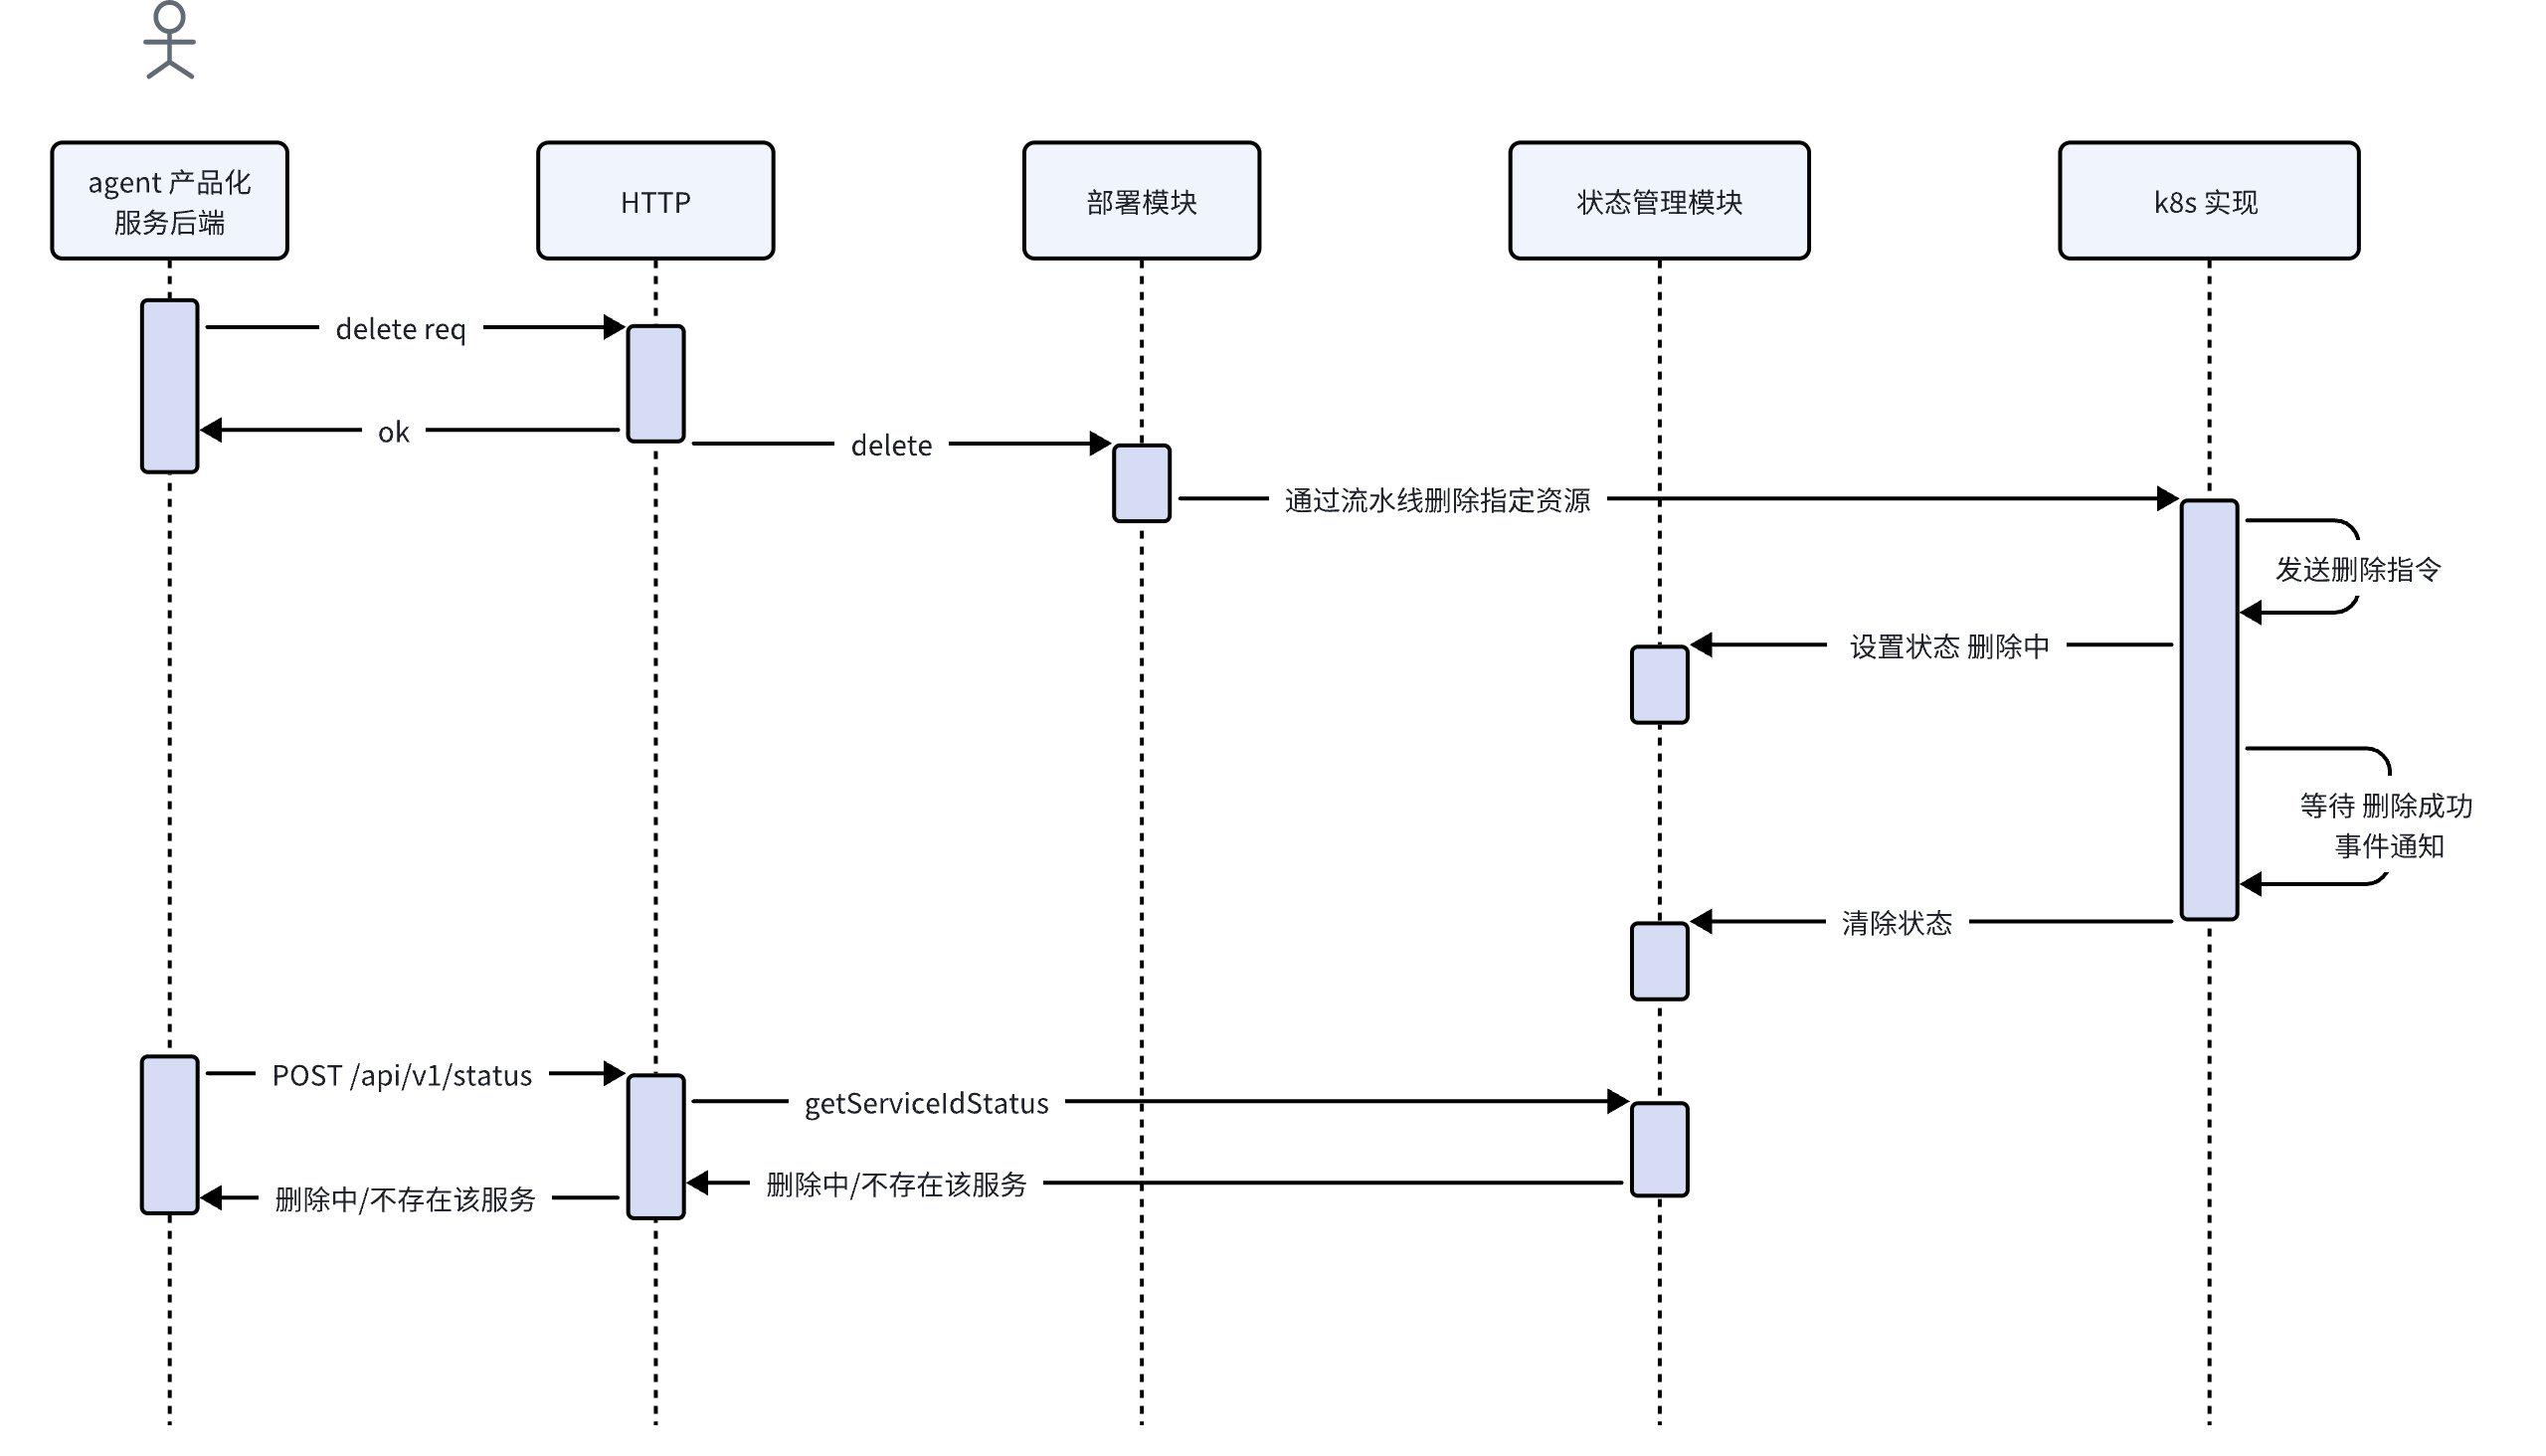 agent 产品化
服务后端
HTTP
部署模块
状态管理模块
k8s 实现
delete req
ok
delete
通过流水线删除指定资源
发送删除指令
设置状态 删除中
等待 删除成功
事件通知
清除状态
POST /api/v1/status
getServiceIdStatus
删除中/不存在该服务
删除中/不存在该服务